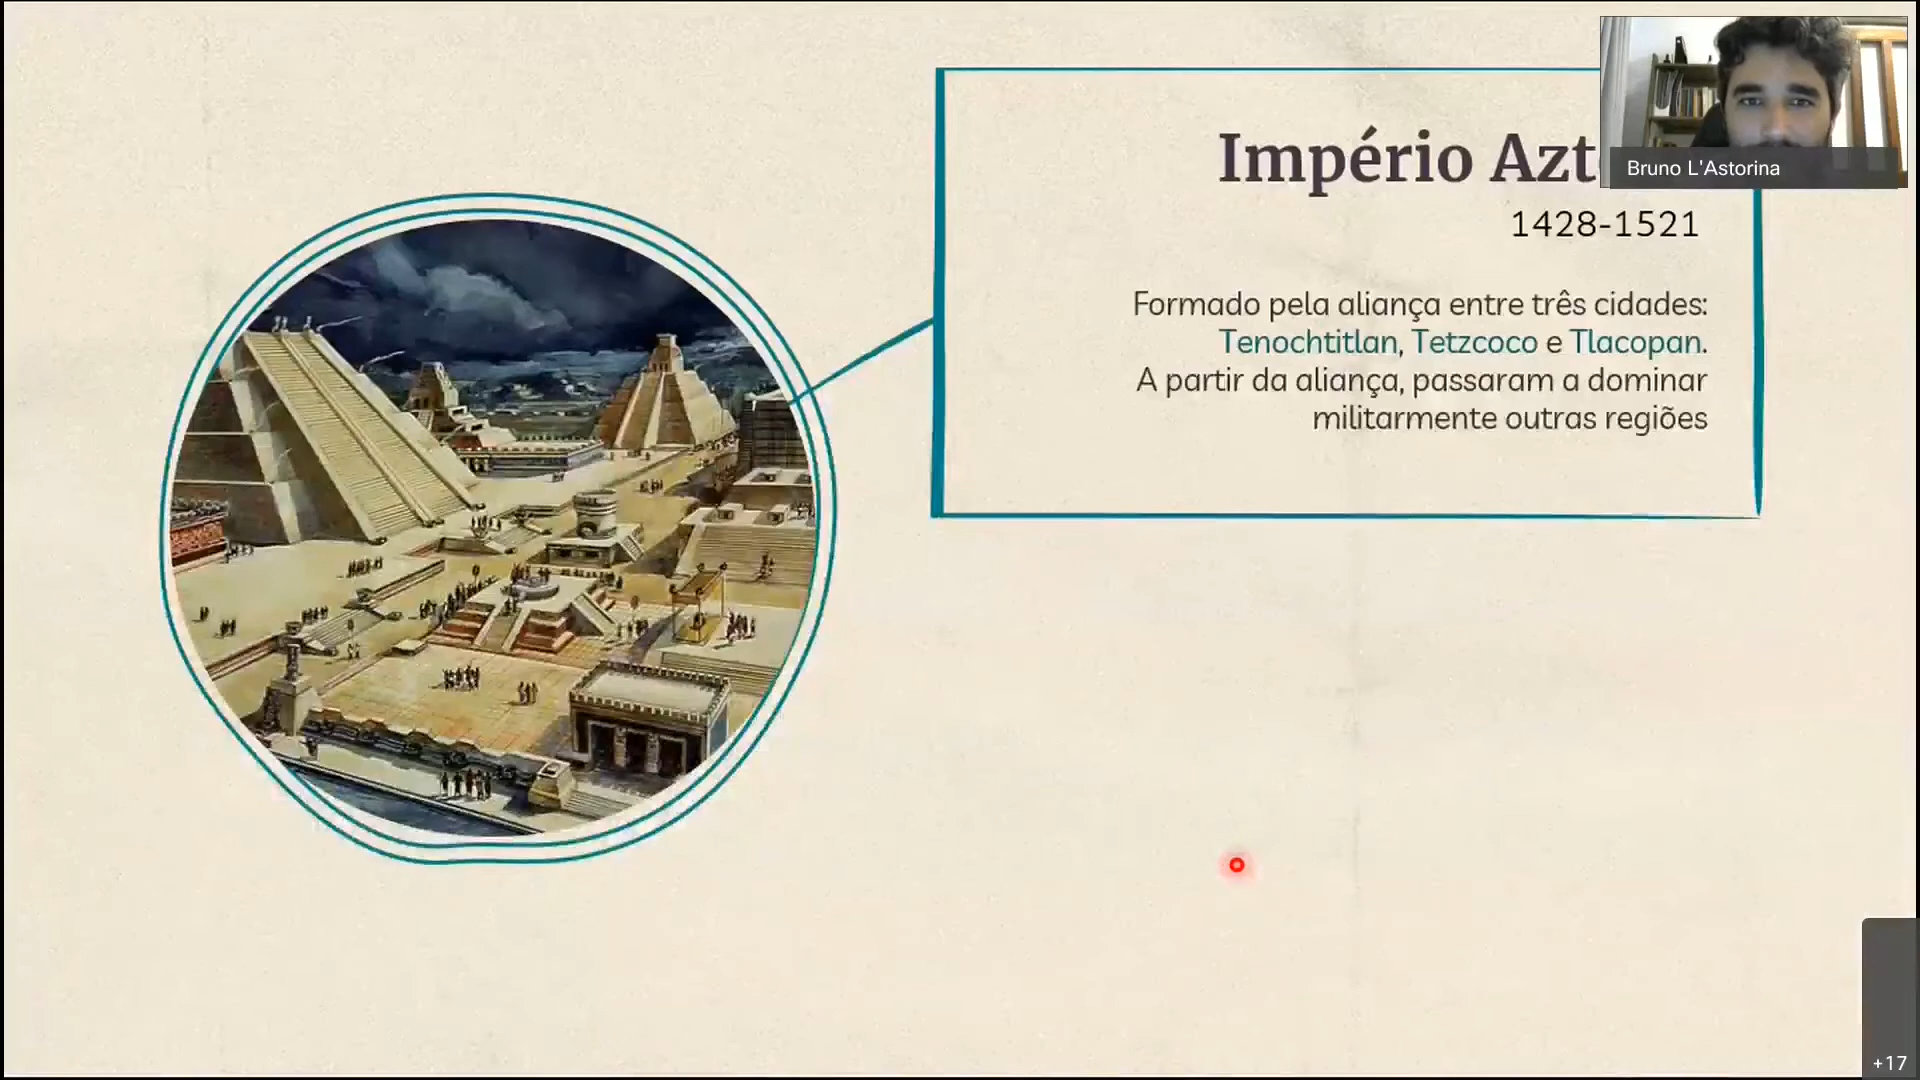 Império Azt
Bruno L'Astorina
1428-1521
Formado pela aliança entre três cidades:
Tenochtitlan, Tetzcoco e Tlacopan.
A partir da aliança, passaram a dominar
militarmente outras regiões
+17